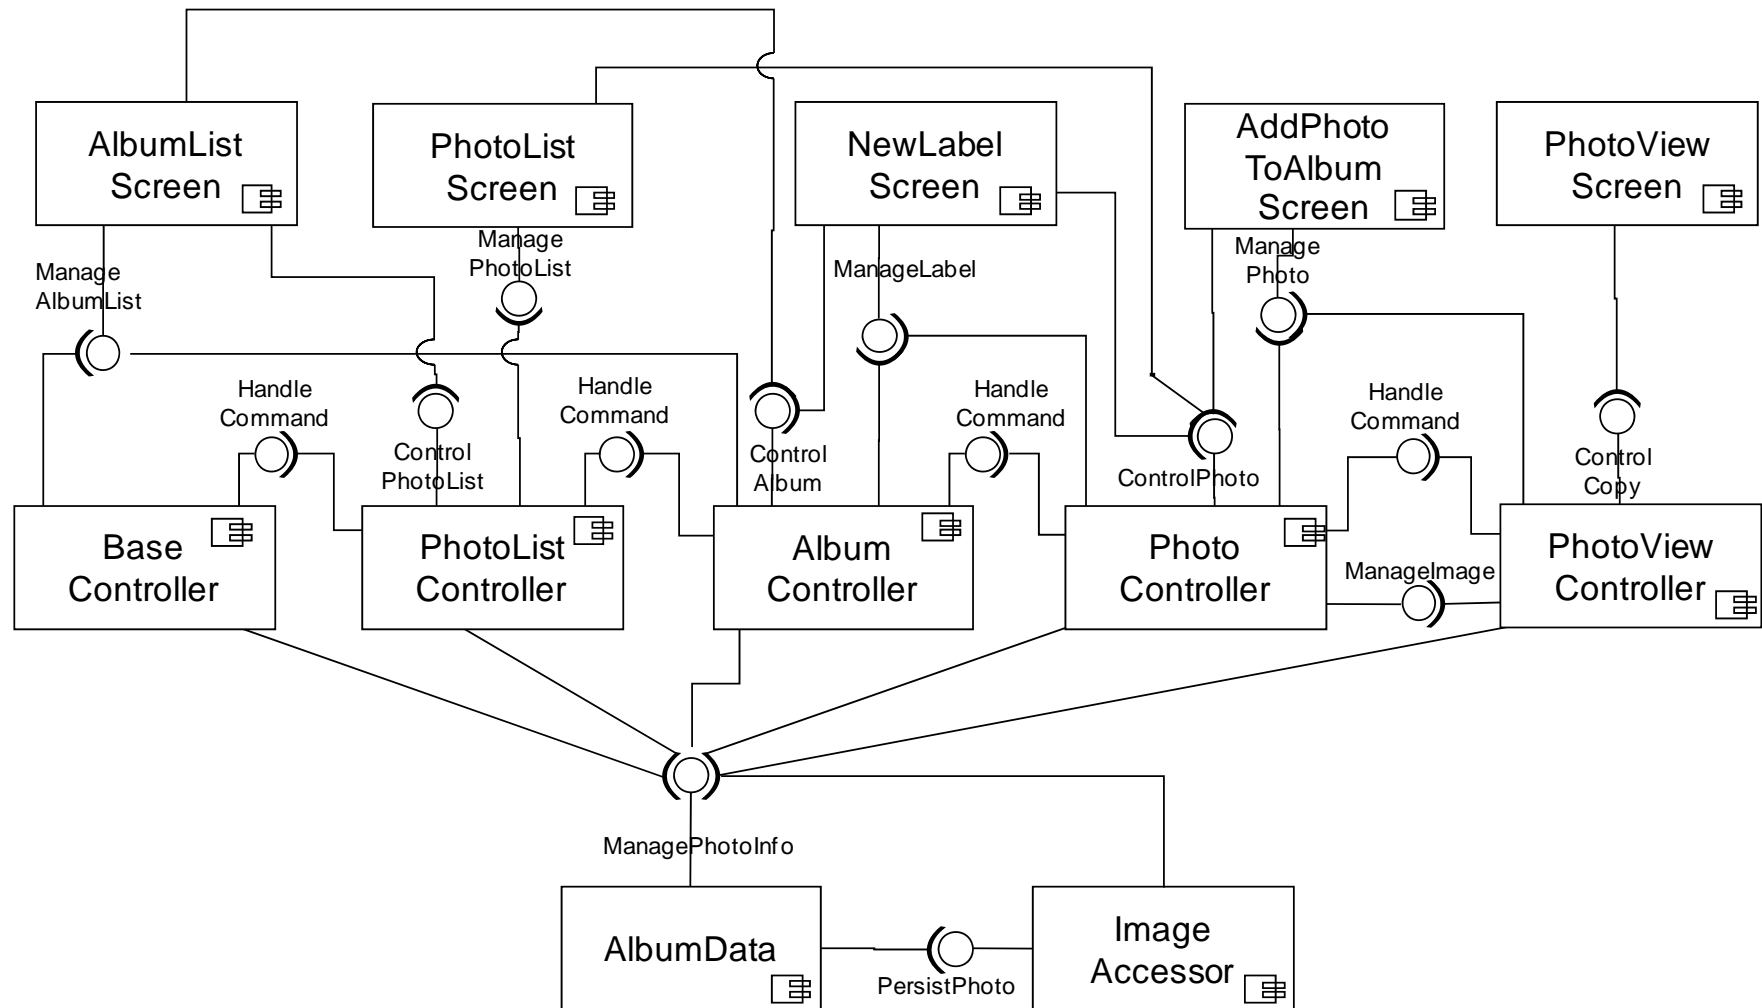 AlbumList
Screen
PhotoList
Screen
NewLabel
Screen
AddPhoto
ToAlbum
Screen
PhotoView
Screen
Manage
AlbumList
Manage
PhotoList
ManageLabel
Manage
Photo
Handle
Command
Control
PhotoList
Handle
Command
Control
Album
Handle
Command
ControlPhoto
Handle
Command
Control
Copy
Base
Controller
PhotoList
Controller
Album
Controller
Photo
Controller
ManageImage
PhotoView
Controller
ManagePhotoInfo
AlbumData
PersistPhoto
Image
Accessor